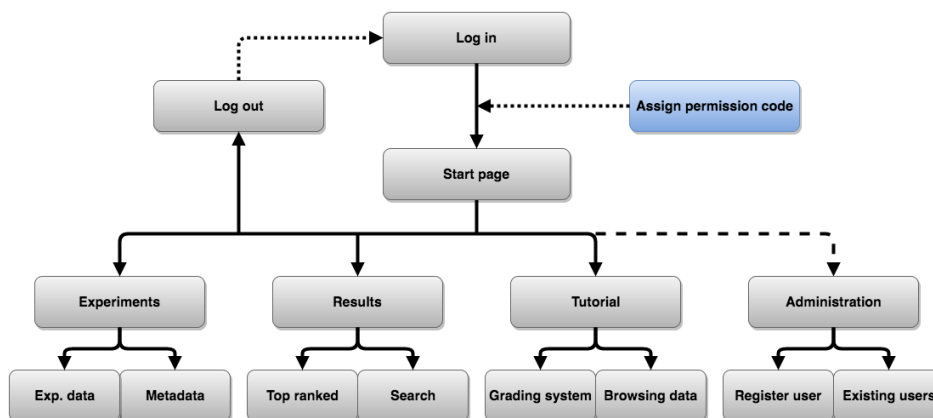 Log in
Log out
Assign permission code
Start page
Experiments
Results
Tutorial
Administration
Exp. data
Metadata
Top ranked
Search
Grading system
Browsing data
Register user
Existing users